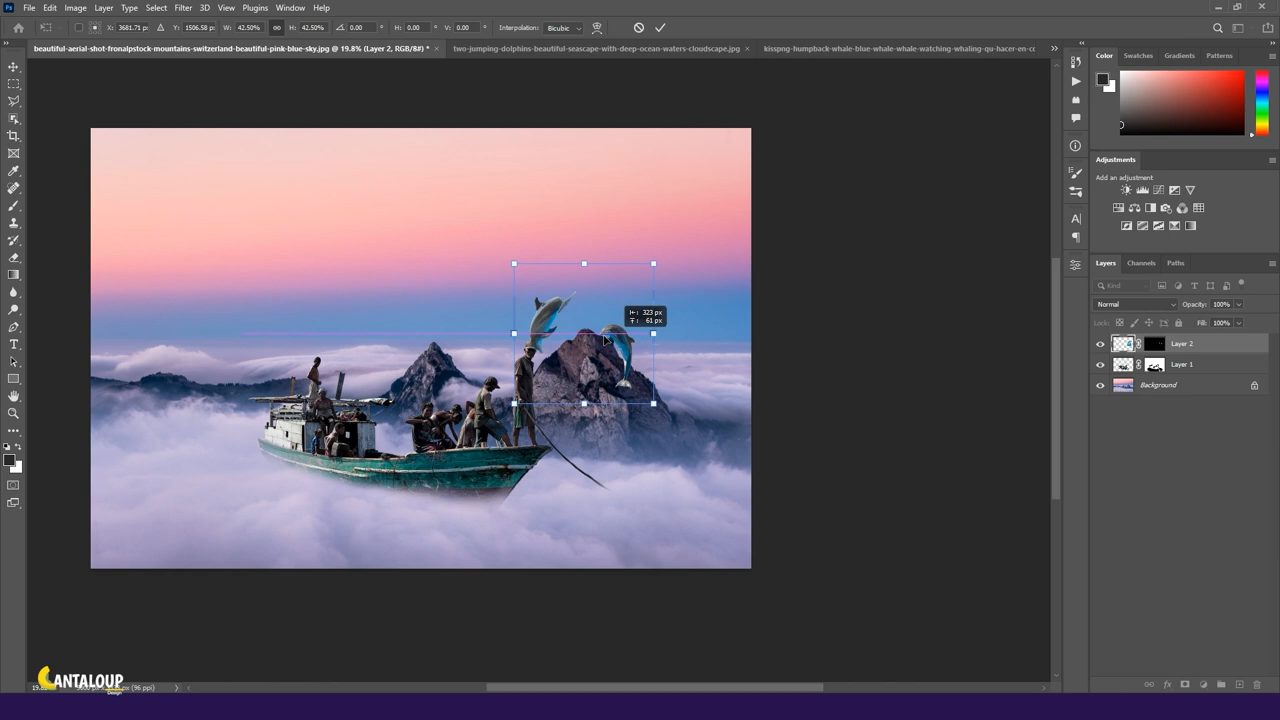 Ps File Edit Image Layer Type Select Filter 3D View Plugins Window Help
X: 3681.71 p Y: 1506.58 px W: 42.50% H: 42.50% 0.00 H: 0.00 V: 0.00 Interpolation: Bicubic
beautiful-aerial-shot-fronalpstock-mountains-switzerland-beautiful-pink-blue-sky.jpg @ 19.8% (Layer 2, RGB/8#) * × two-jumping-dolphins-beautiful-seascape-with-deep-ocean-waters-cloudscape.jpg × kisspng-humpback-whale-blue-whale-whale-watching-whaling-qu-hacer-en-cc
Color Swatches Gradients Patterns
Adjustments
Add an adjustment
Layers Channels Paths
Kind
Normal Opacity: 100%
Lock: Fill: 100%
Layer 2
Layer 1
Background
323 px
61 px
CANTALOUP
Design
(96 ppi)